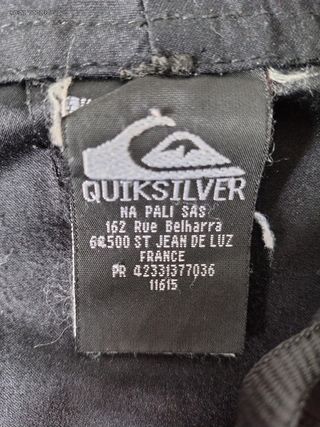 QUIKSILVER
NA PALI SAS
162 Rue Belharra
64500 ST JEAN DE LUZ
FRANCE
PR 42331377036
11615